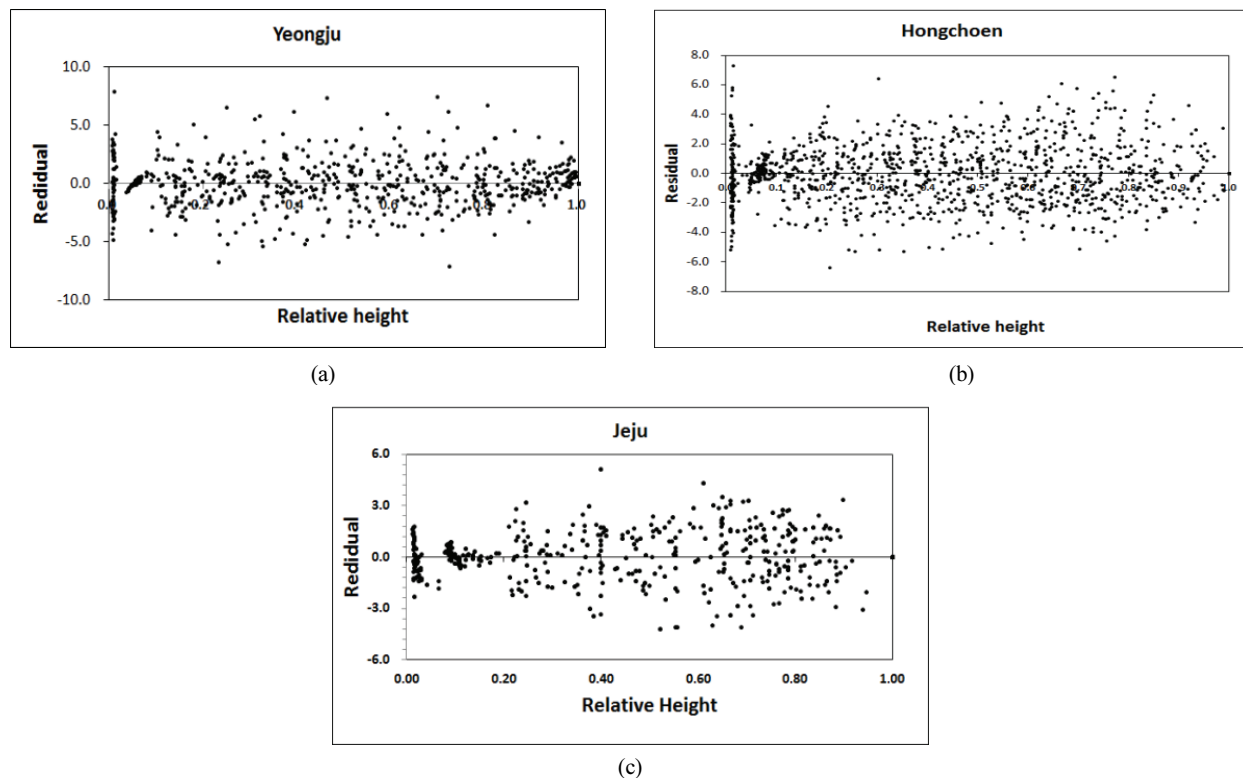 Yeongju
10.0
5.0
0.0
-5.0
-10.0
0.0 0.2 0.4 0.6 0.8 1.0
Redidual
Relative height
(a)
Hongchoen
8.0
6.0
4.0
2.0
0.0
-2.0
-4.0
-6.0
-8.0
0.0 0.1 0.2 0.3 0.4 0.5 0.6 0.7 0.8 0.9 1.0
Residual
Relative height
(b)
Jeju
6.0
3.0
0.0
-3.0
-6.0
0.00 0.20 0.40 0.60 0.80 1.00
Redidual
Relative Height
(c)